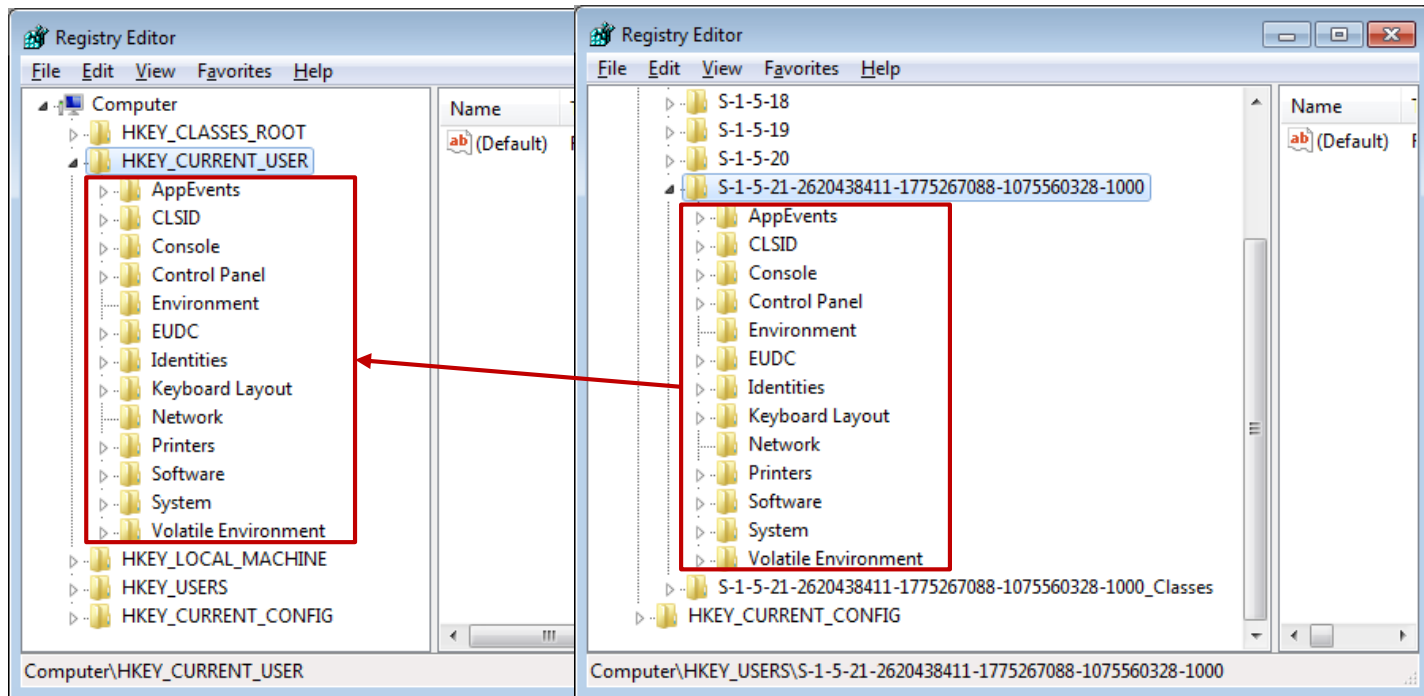 Registry Editor
File Edit View Favorites Help
Computer
HKEY_CLASSES_ROOT
HKEY_CURRENT_USER
AppEvents
CLSID
Console
Control Panel
Environment
EUDC
Identities
Keyboard Layout
Network
Printers
Software
System
Volatile Environment
HKEY_LOCAL_MACHINE
HKEY_USERS
HKEY_CURRENT_CONFIG
Name
ab (Default)
Computer\HKEY_CURRENT_USER
Registry Editor
File Edit View Favorites Help
S-1-5-18
S-1-5-19
S-1-5-20
S-1-5-21-2620438411-1775267088-1075560328-1000
AppEvents
CLSID
Console
Control Panel
Environment
EUDC
Identities
Keyboard Layout
Network
Printers
Software
System
Volatile Environment
S-1-5-21-2620438411-1775267088-1075560328-1000_Classes
HKEY_CURRENT_CONFIG
Name
ab (Default)
Computer\HKEY_USERS\S-1-5-21-2620438411-1775267088-1075560328-1000